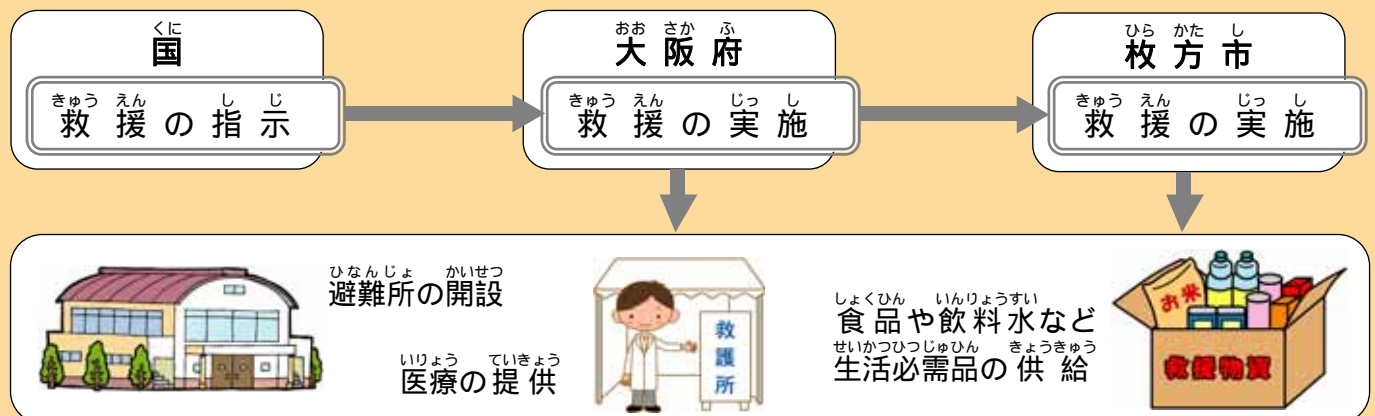 くに
国
きゅう えん し じ
救援の指示
おお さか ふ
大阪府
きゅう えん じっ し
救援の実施
ひら かた し
枚方市
きゅう えん じっ し
救援の実施
ひなんじょ かいせつ
避難所の開設
いりょう ていきょう
医療の提供
救護所
しょくひん いんりょうすい
食品や飲料水など
せいかつひつじゅひん きょうきゅう
生活必需品の供給
お米
救援物資